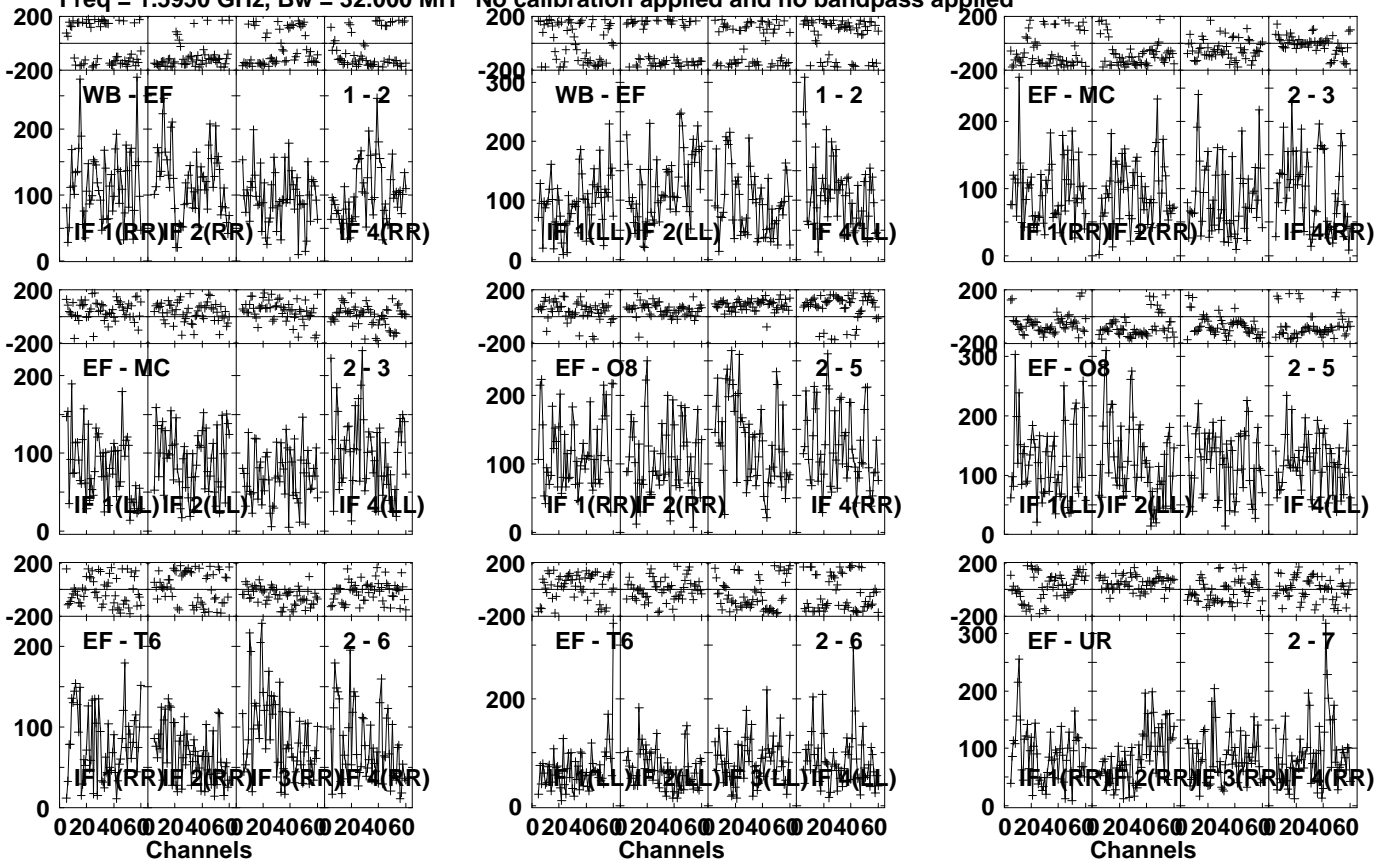 Freq = 1.5950 GHz, Bw = 32.000 MH No calibration applied and no bandpass applied
200 200 200
-200 -200 -200
WB - EF 1 - 2 WB - EF 1 - 2 EF - MC 2 - 3
300
200 200 200
100 100 100
IF 1(RR) IF 2(RR) IF 4(RR) IF 1(LL) IF 2(LL) IF 4(LL) IF 1(RR) IF 2(RR) IF 4(RR)
0 0 0
200 200 200
-200 -200 -200
EF - MC 2 - 3 EF - O8 2 - 5 EF - O8 2 - 5
300
200 200 200
100 100 100
IF 1(LL) IF 2(LL) IF 4(LL) IF 1(RR) IF 2(RR) IF 4(RR) IF 1(LL) IF 2(LL) IF 4(LL)
0 0 0
200 200 200
-200 -200 -200
EF - T6 2 - 6 EF - T6 2 - 6 EF - UR 2 - 7
300
200 200 200
100 100
IF 1(RR) IF 2(RR) IF 3(RR) IF 4(RR) IF 1(LL) IF 2(LL) IF 3(LL) IF 4(LL) IF 1(RR) IF 2(RR) IF 3(RR) IF 4(RR)
0 0 0
0 20 40 60 0 20 40 60 0 20 40 60 0 20 40 60 0 20 40 60 0 20 40 60 0 20 40 60 0 20 40 60 0 20 40 60 0 20 40 60 0 20 40 60 0 20 40 60
Channels Channels Channels